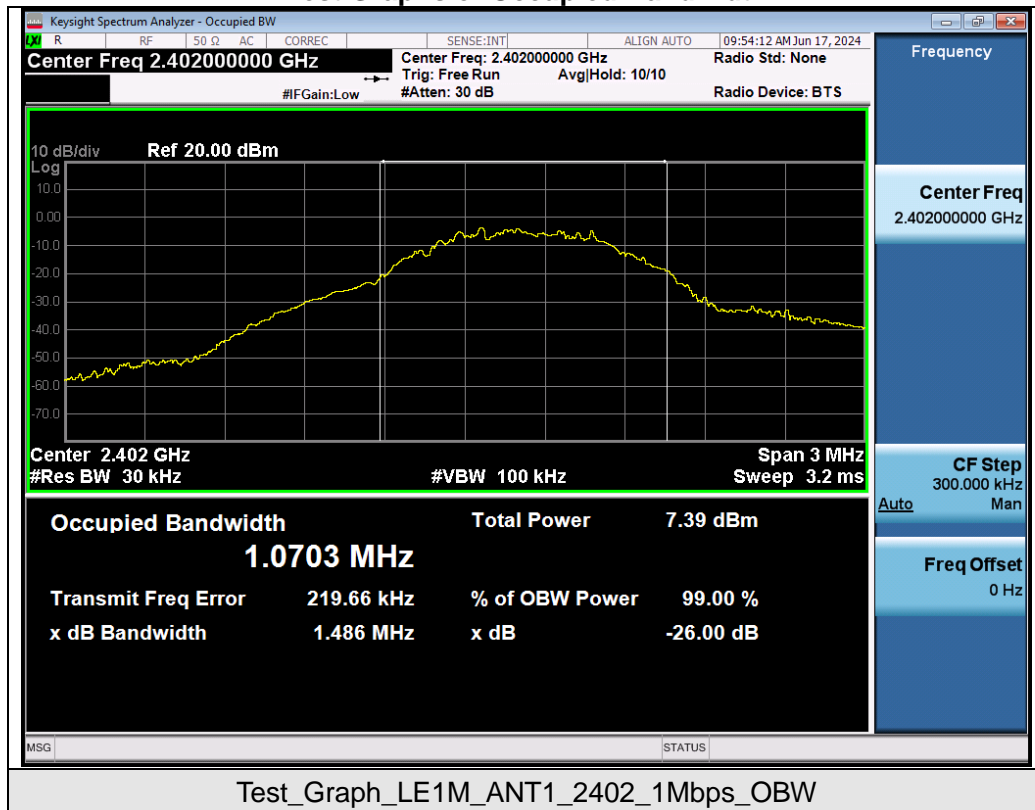 Keysight Spectrum Analyzer - Occupied BW
LXI R RF 50 Ω AC CORREC SENSE:INT ALIGN AUTO 09:54:12 AM Jun 17, 2024
Center Freq 2.402000000 GHz
Center Freq: 2.402000000 GHz Radio Std: None
Trig: Free Run Avg|Hold: 10/10
#IFGain:Low #Atten: 30 dB Radio Device: BTS
10 dB/div Ref 20.00 dBm
Log
10.0
0.00
-10.0
-20.0
-30.0
-40.0
-50.0
-60.0
-70.0
Center 2.402 GHz Span 3 MHz
#Res BW 30 kHz #VBW 100 kHz Sweep 3.2 ms
Occupied Bandwidth Total Power 7.39 dBm
1.0703 MHz
Transmit Freq Error 219.66 kHz % of OBW Power 99.00 %
x dB Bandwidth 1.486 MHz x dB -26.00 dB
MSG STATUS
Frequency
Center Freq
2.402000000 GHz
CF Step
300.000 kHz
Auto Man
Freq Offset
0 Hz
Test_Graph_LE1M_ANT1_2402_1Mbps_OBW